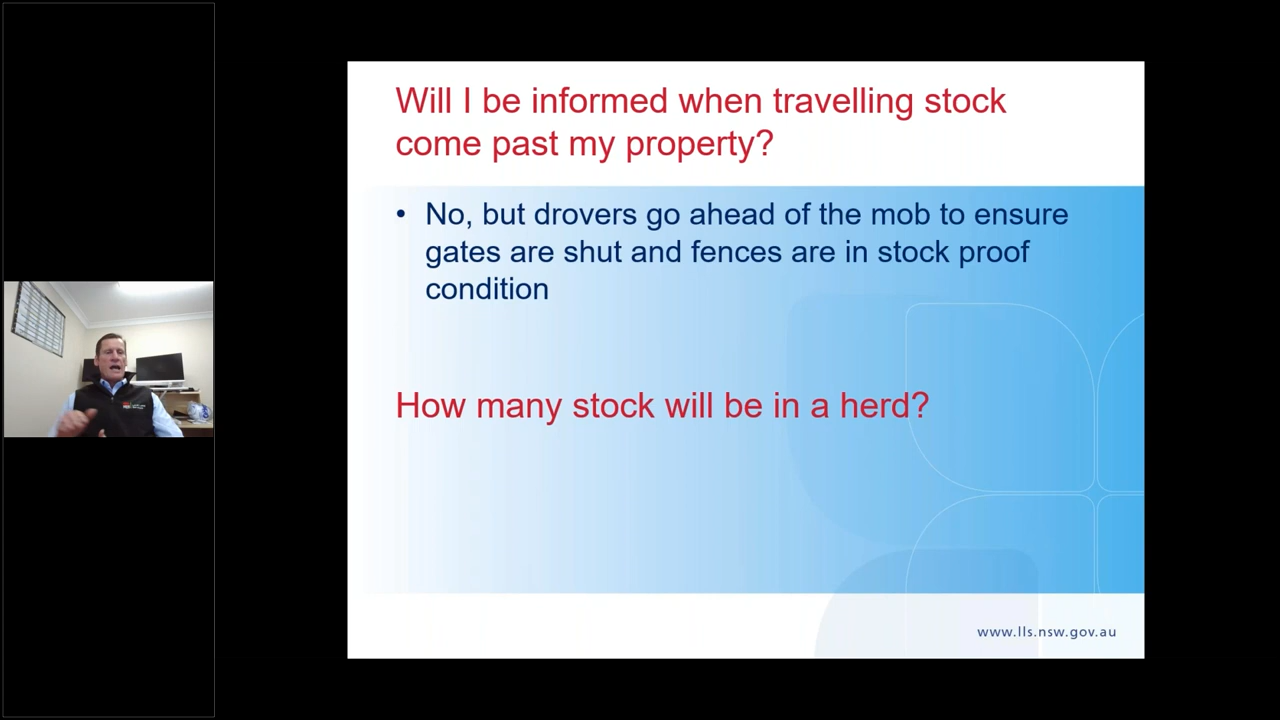 Will I be informed when travelling stock
come past my property?
• No, but drovers go ahead of the mob to ensure
gates are shut and fences are in stock proof
condition
How many stock will be in a herd?
www.lls.nsw.gov.au